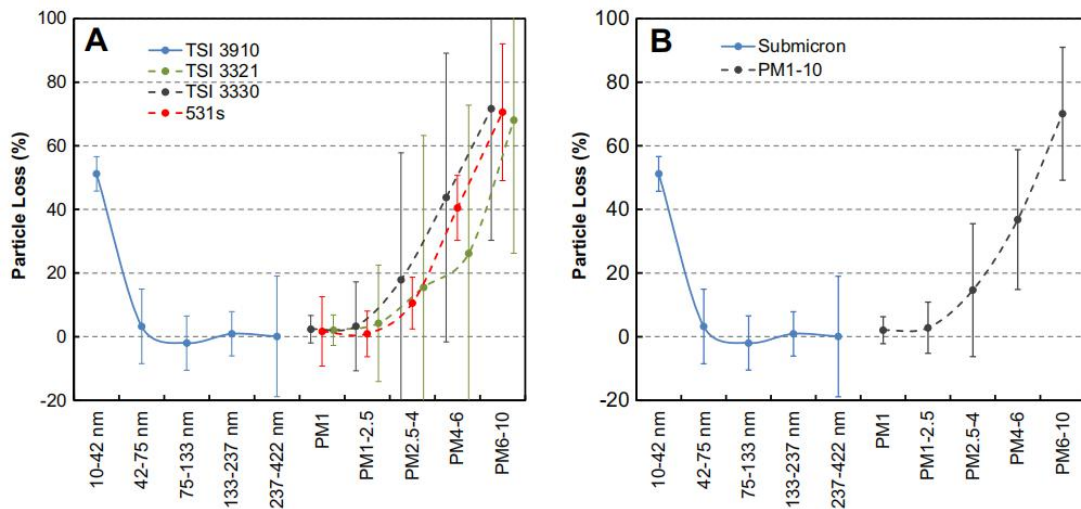 A
TSI 3910
TSI 3321
TSI 3330
531s
Particle Loss (%)
100
80
60
40
20
0
-20
10-42 nm
42-75 nm
75-133 nm
133-237 nm
237-422 nm
PM1
PM1-2.5
PM2.5-4
PM4-6
PM6-10
B
Submicron
PM1-10
Particle Loss (%)
100
80
60
40
20
0
-20
10-42 nm
42-75 nm
75-133 nm
133-237 nm
237-422 nm
PM1
PM1-2.5
PM2.5-4
PM4-6
PM6-10